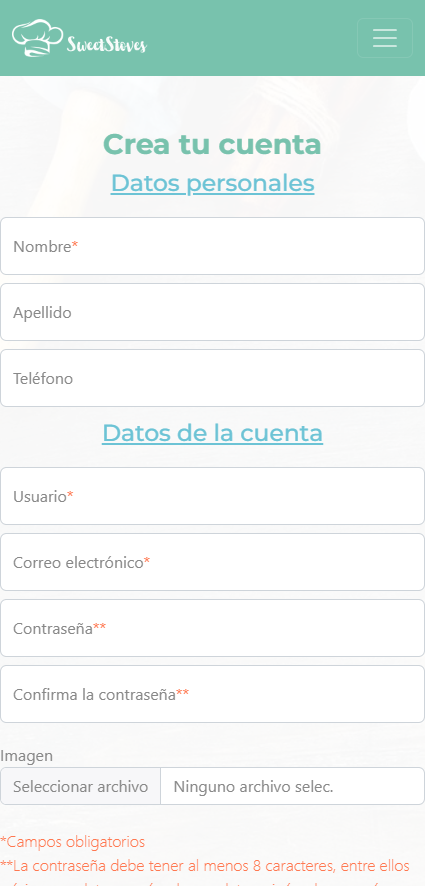 SweetStoves
Crea tu cuenta
Datos personales
Nombre*
Apellido
Teléfono
Datos de la cuenta
Usuario*
Correo electrónico*
Contraseña**
Confirma la contraseña**
Imagen
Seleccionar archivo Ninguno archivo selec.
*Campos obligatorios
**La contraseña debe tener al menos 8 caracteres, entre ellos